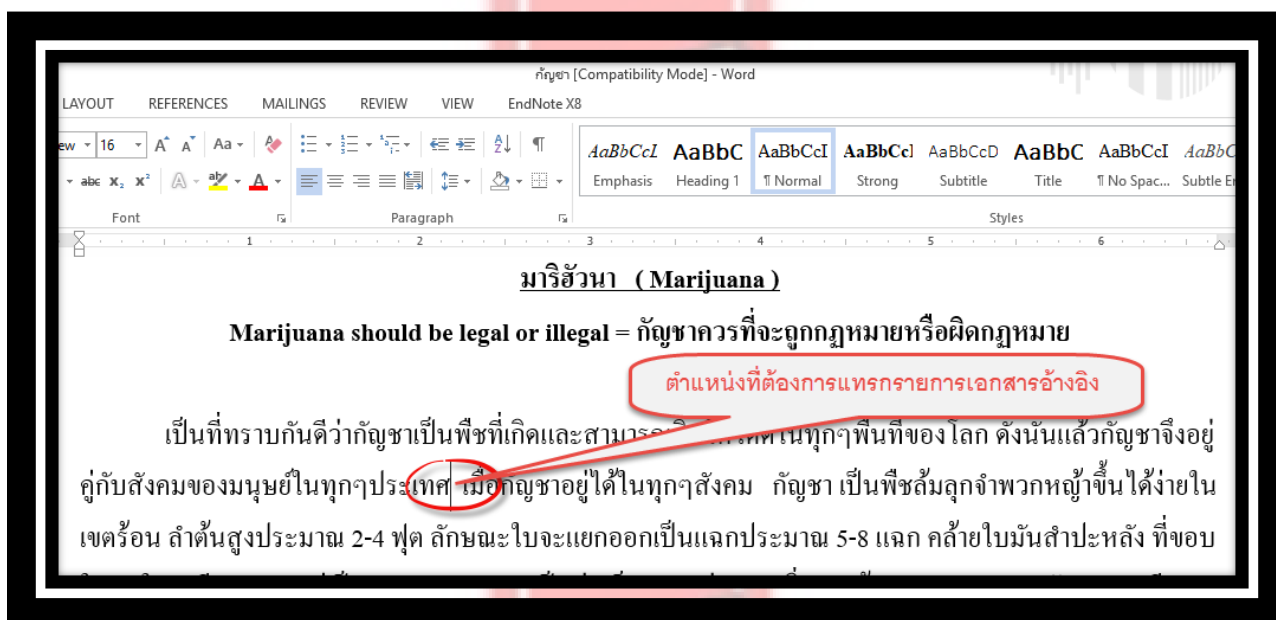 กัญชา [Compatibility Mode] - Word
LAYOUT REFERENCES MAILINGS REVIEW VIEW EndNote X8
ew 16 A A Aa
AaBbCcI AaBbC AaBbCcI AaBbCcI AaBbCcD AaBbC AaBbCcI AaBbC
abc X₂ X² A ab A
Emphasis Heading 1 ¶ Normal Strong Subtitle Title ¶ No Spac... Subtle E
Font Paragraph Styles
1 2 3 4 5 6
มาริฮัวนา ( Marijuana )
Marijuana should be legal or illegal = กัญชาควรที่จะถูกกฎหมายหรือผิดกฎหมาย
ตำแหน่งที่ต้องการแทรกรายการเอกสารอ้างอิง
เป็นที่ทราบกันดีว่ากัญชาเป็นพืชที่เกิดและ ในทุกๆพื้นที่ของโลก ดังนั้นแล้วกัญชาจึงอยู่
คู่กับสังคมของมนุษย์ในทุกๆประเทศ เมื่อกัญชาอยู่ได้ในทุกๆสังคม กัญชา เป็นพืชล้มลุกจำพวกหญ้าขึ้นได้ง่ายใน
เขตร้อน ลำต้นสูงประมาณ 2-4 ฟุต ลักษณะใบจะแยกออกเป็นแฉกประมาณ 5-8 แฉก คล้ายใบมันสำปะหลัง ที่ขอบ